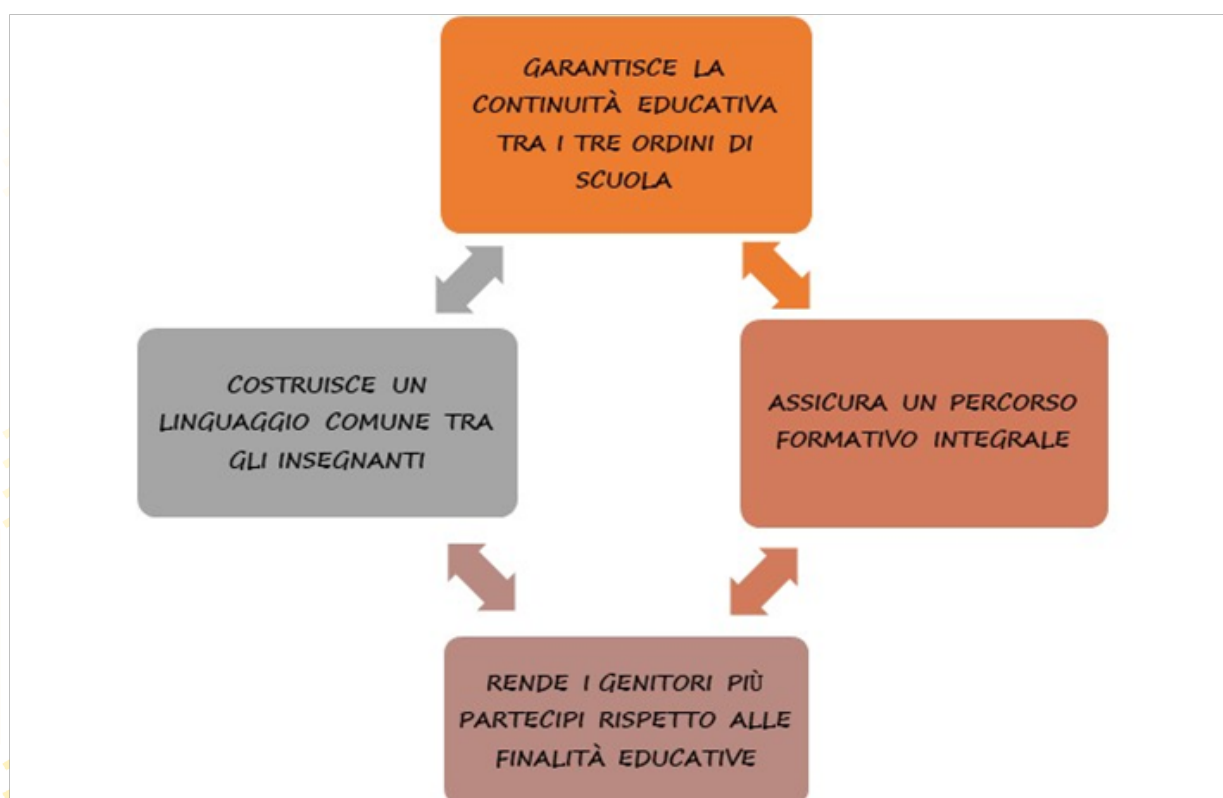 GARANTISCE LA
CONTINUITÀ EDUCATIVA
TRA I TRE ORDINI DI
SCUOLA
COSTRUISCE UN
LINGUAGGIO COMUNE TRA
GLI INSEGNANTI
ASSICURA UN PERCORSO
FORMATIVO INTEGRALE
RENDE I GENITORI PIÙ
PARTECIPI RISPETTO ALLE
FINALITÀ EDUCATIVE